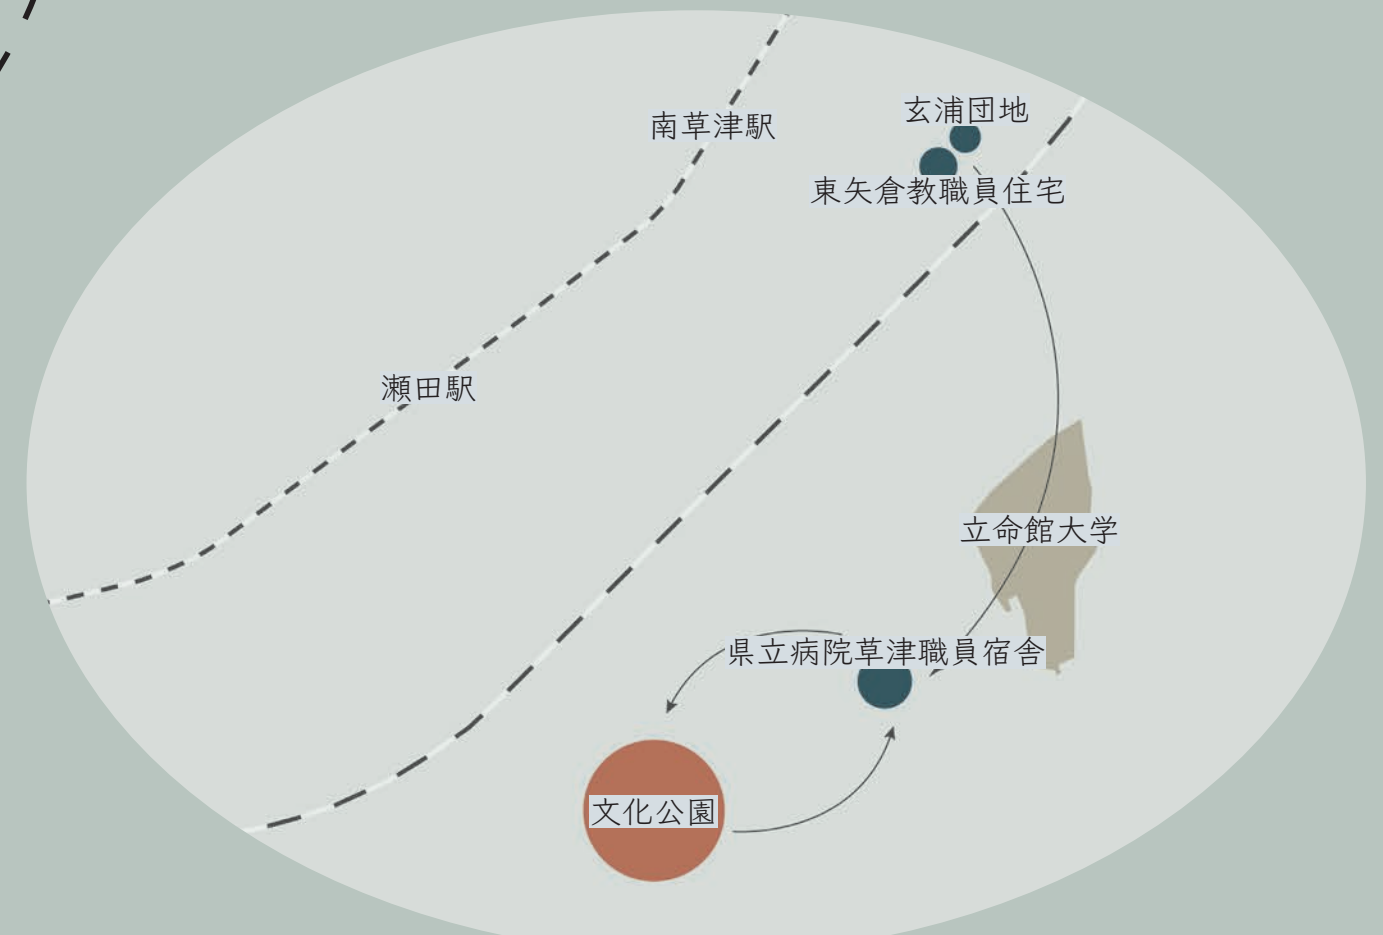 玄浦団地
南草津駅
東矢倉教職員住宅
瀬田駅
立命館大学
県立病院草津職員宿舎
文化公園